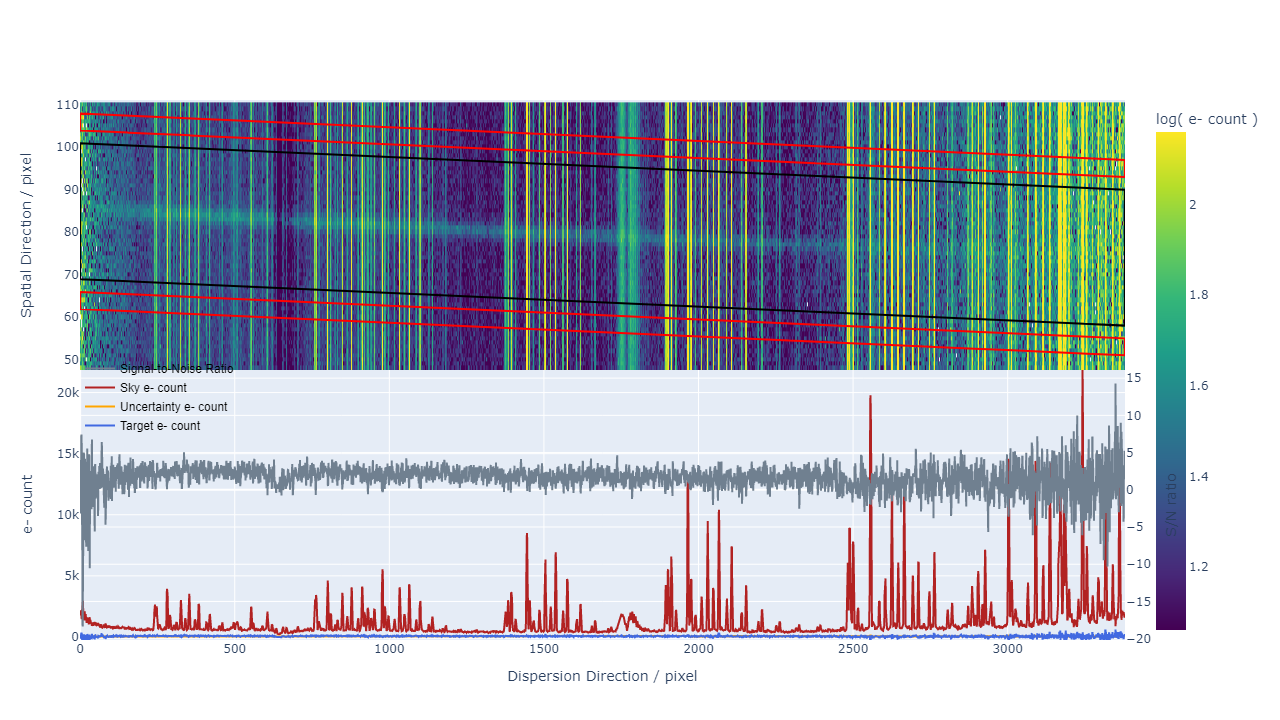 log( e- count )
110
100
90
80
70
60
50
Spatial Direction / pixel
2
1.8
1.6
1.4
1.2
Signal-to-Noise Ratio
Sky e- count
Uncertainty e- count
Target e- count
20k
15k
10k
5k
0
e- count
15
10
5
0
−5
−10
−15
−20
S/N ratio
0
500
1000
1500
2000
2500
3000
Dispersion Direction / pixel